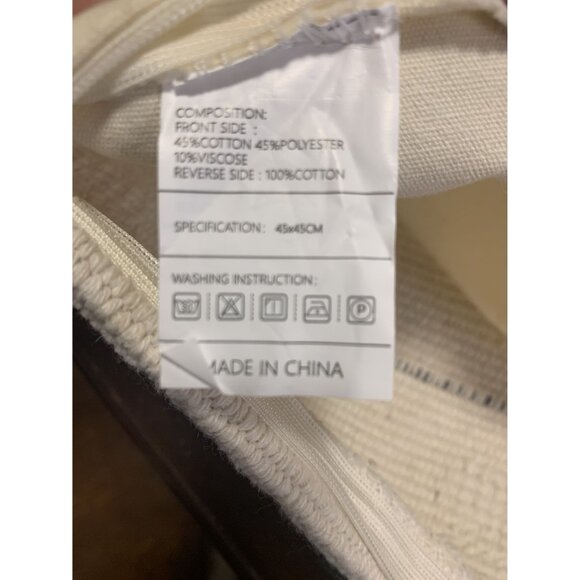 COMPOSITION:
FRONT SIDE :
45%COTTON 45%POLYESTER
10%VISCOSE
REVERSE SIDE : 100%COTTON
SPECIFICATION: 45x45CM
WASHING INSTRUCTION:
30 P
MADE IN CHINA